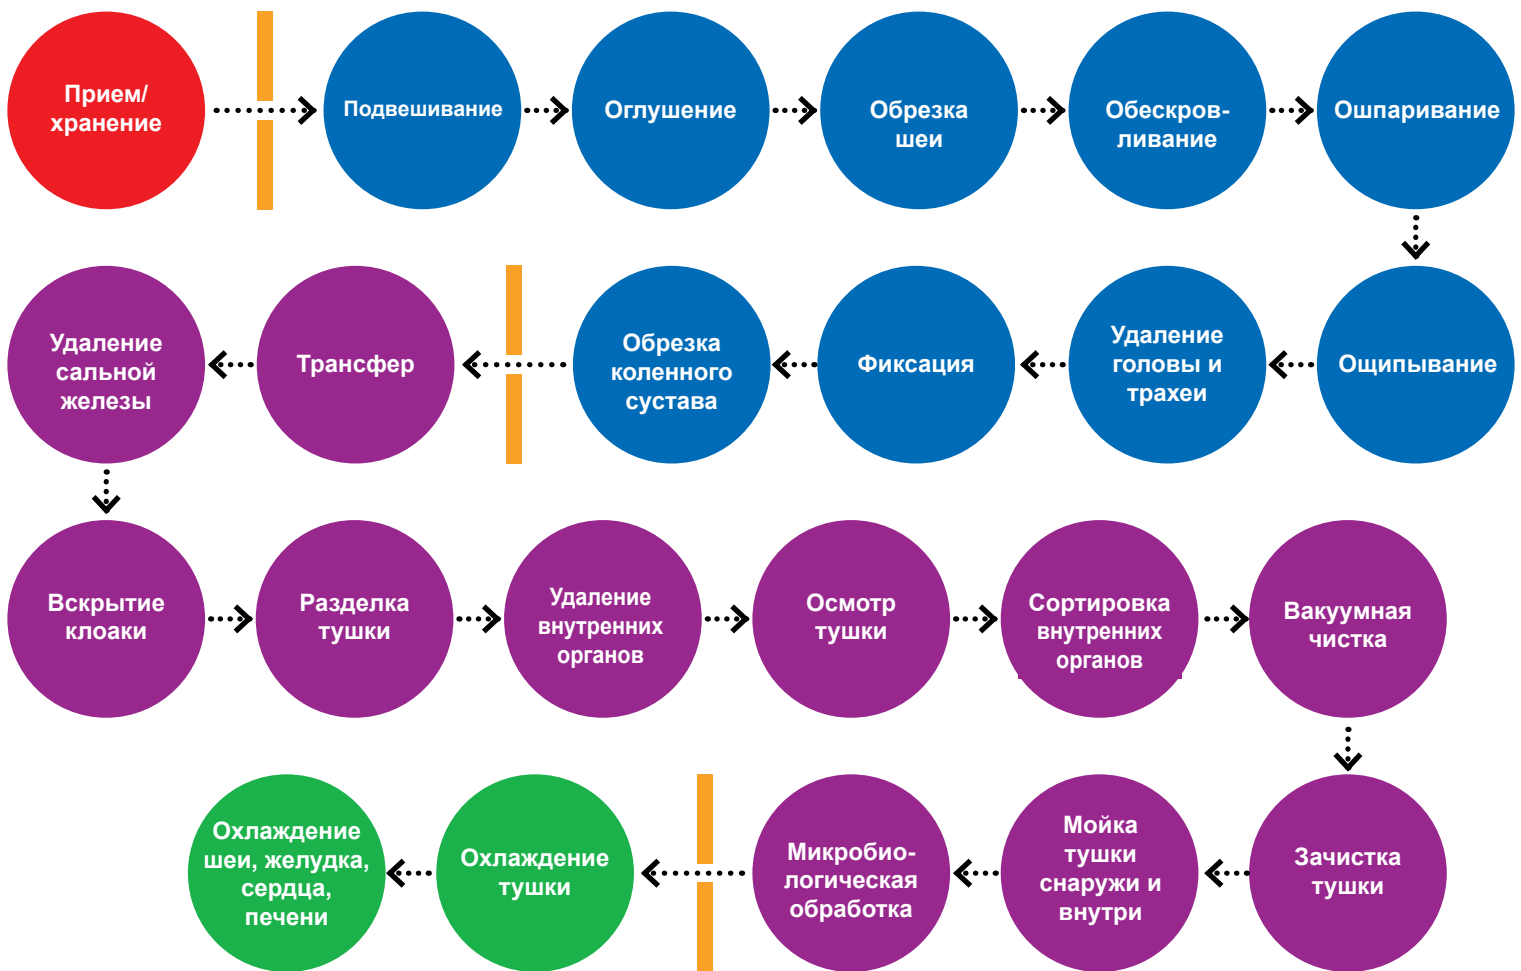 Прием/
хранение
Подвешивание
Оглушение
Обрезка
шеи
Обескров-
ливание
Ошпаривание
Ощипывание
Удаление
головы и
трахеи
Фиксация
Обрезка
коленного
сустава
Трансфер
Удаление
сальной
железы
Вскрытие
клоаки
Разделка
тушки
Удаление
внутренних
органов
Осмотр
тушки
Сортировка
внутренних
органов
Вакуумная
чистка
Зачистка
тушки
Мойка
тушки
снаружи и
внутри
Микробио-
логическая
обработка
Охлаждение
тушки
Охлаждение
шеи, желудка,
сердца,
печени